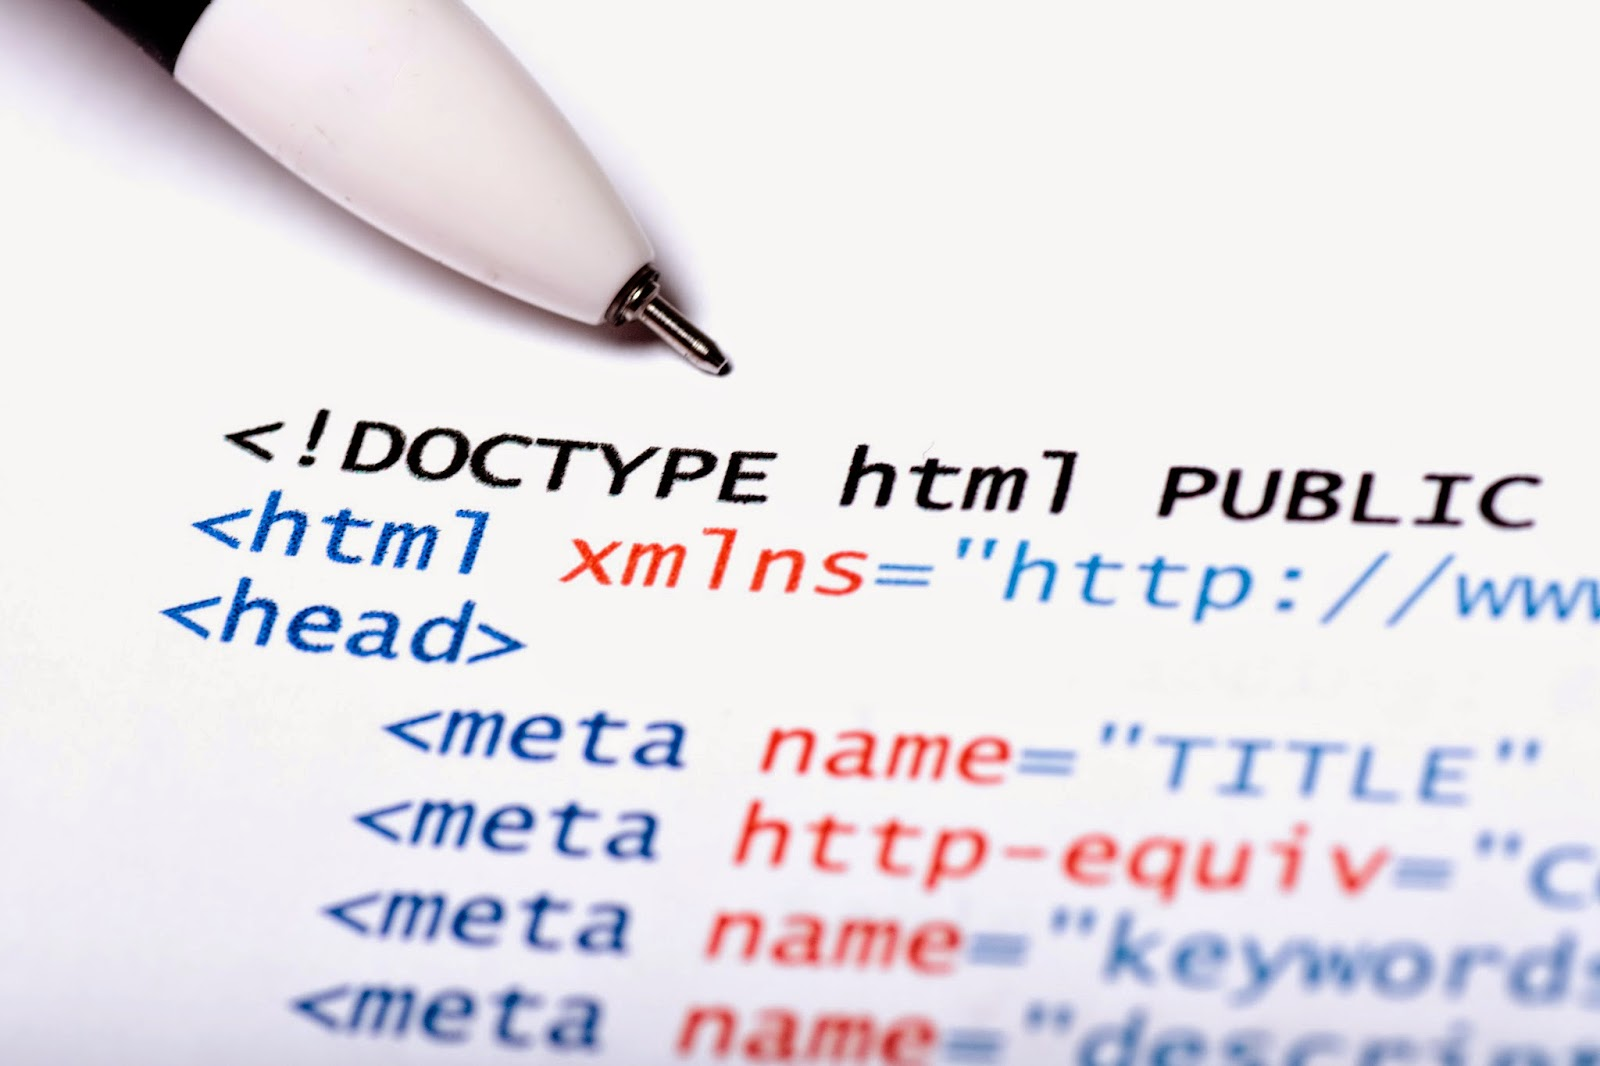 <!DOCTYPE html PUBLIC
<html xmlns="http://www
<head>
<meta name="TITLE"
<meta http-equiv="C
<meta name="keywords
<meta name="descrip